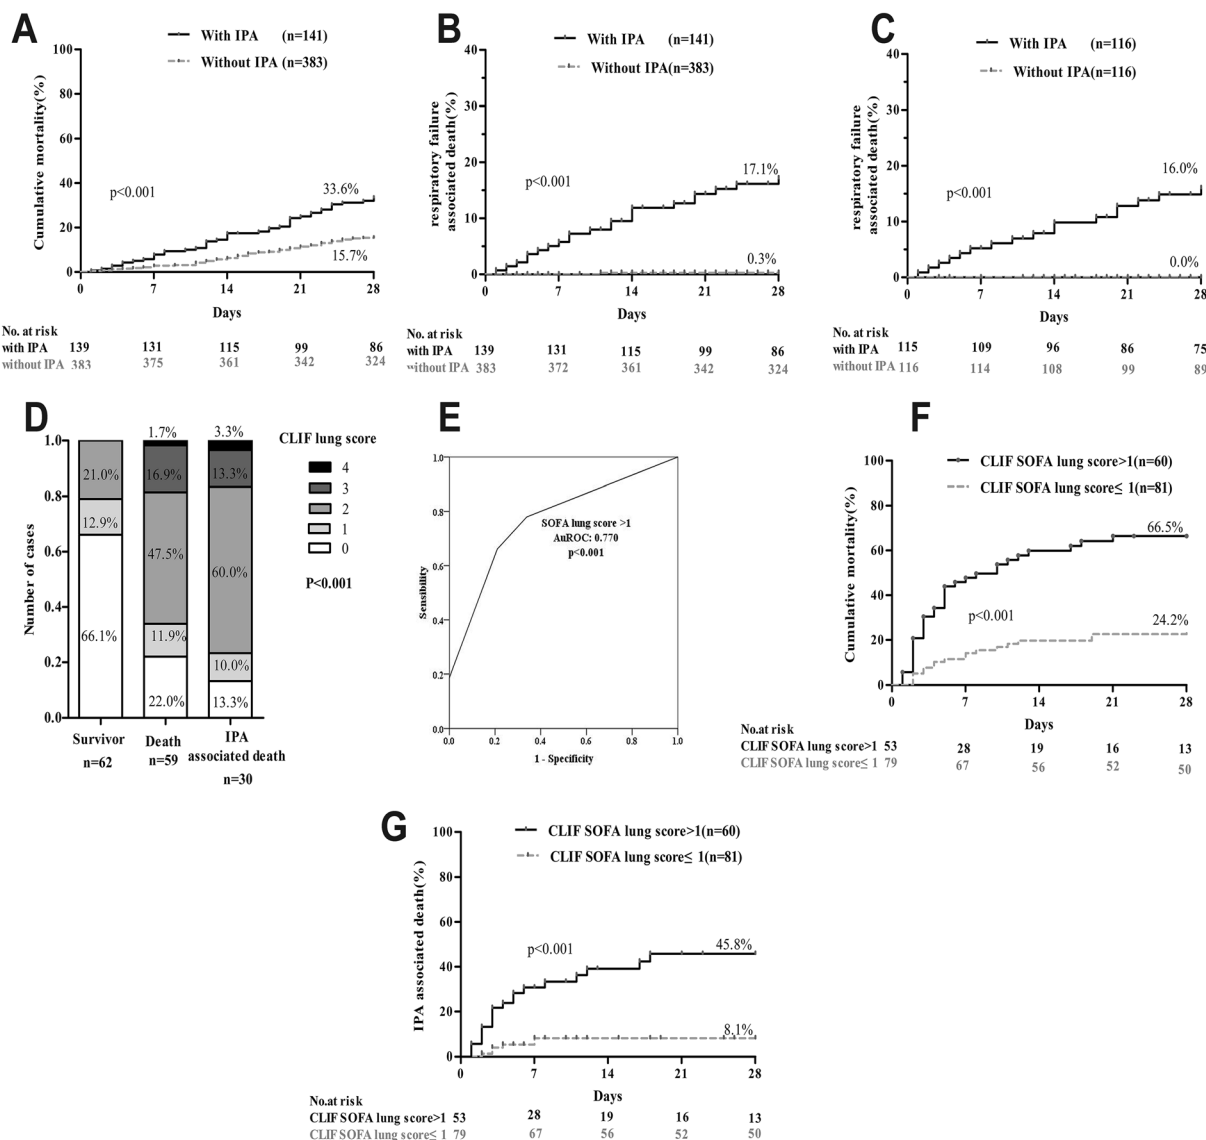 A
With IPA (n=141)
Without IPA (n=383)
Cumulative mortality(%)
100
80
60
40
20
0
p<0.001
33.6%
15.7%
0 7 14 21 28
Days
No. at risk
with IPA 139 131 115 99 86
without IPA 383 375 361 342 324
B
With IPA (n=141)
Without IPA(n=383)
respiratory failure
associated death(%)
40
30
20
10
0
p<0.001
17.1%
0.3%
0 7 14 21 28
Days
No. at risk
with IPA 139 131 115 99 86
without IPA 383 372 361 342 324
C
With IPA (n=116)
Without IPA(n=116)
respiratory failure
associated death(%)
40
30
20
10
0
p<0.001
16.0%
0.0%
0 7 14 21 28
Days
No. at risk
with IPA 115 109 96 86 75
without IPA 116 114 108 99 89
D
Number of cases
1.0
0.8
0.6
0.4
0.2
0.0
21.0%
12.9%
66.1%
1.7%
16.9%
47.5%
11.9%
22.0%
3.3%
13.3%
60.0%
10.0%
13.3%
Survivor
n=62
Death
n=59
IPA
associated death
n=30
CLIF lung score
4
3
2
1
0
P<0.001
E
Sensibility
1.0
0.8
0.6
0.4
0.2
0.0
SOFA lung score >1
AuROC: 0.770
p<0.001
0.0 0.2 0.4 0.6 0.8 1.0
1 - Specificity
F
CLIF SOFA lung score>1(n=60)
CLIF SOFA lung score≤ 1(n=81)
Cumulative mortality(%)
100
80
60
40
20
0
66.5%
p<0.001
24.2%
0 7 14 21 28
Days
No.at risk
CLIF SOFA lung score>1 53 28 19 16 13
CLIF SOFA lung score≤ 1 79 67 56 52 50
G
CLIF SOFA lung score>1(n=60)
CLIF SOFA lung score≤ 1(n=81)
IPA associated death(%)
100
80
60
40
20
0
p<0.001
45.8%
8.1%
0 7 14 21 28
Days
No.at risk
CLIF SOFA lung score>1 53 28 19 16 13
CLIF SOFA lung score≤ 1 79 67 56 52 50